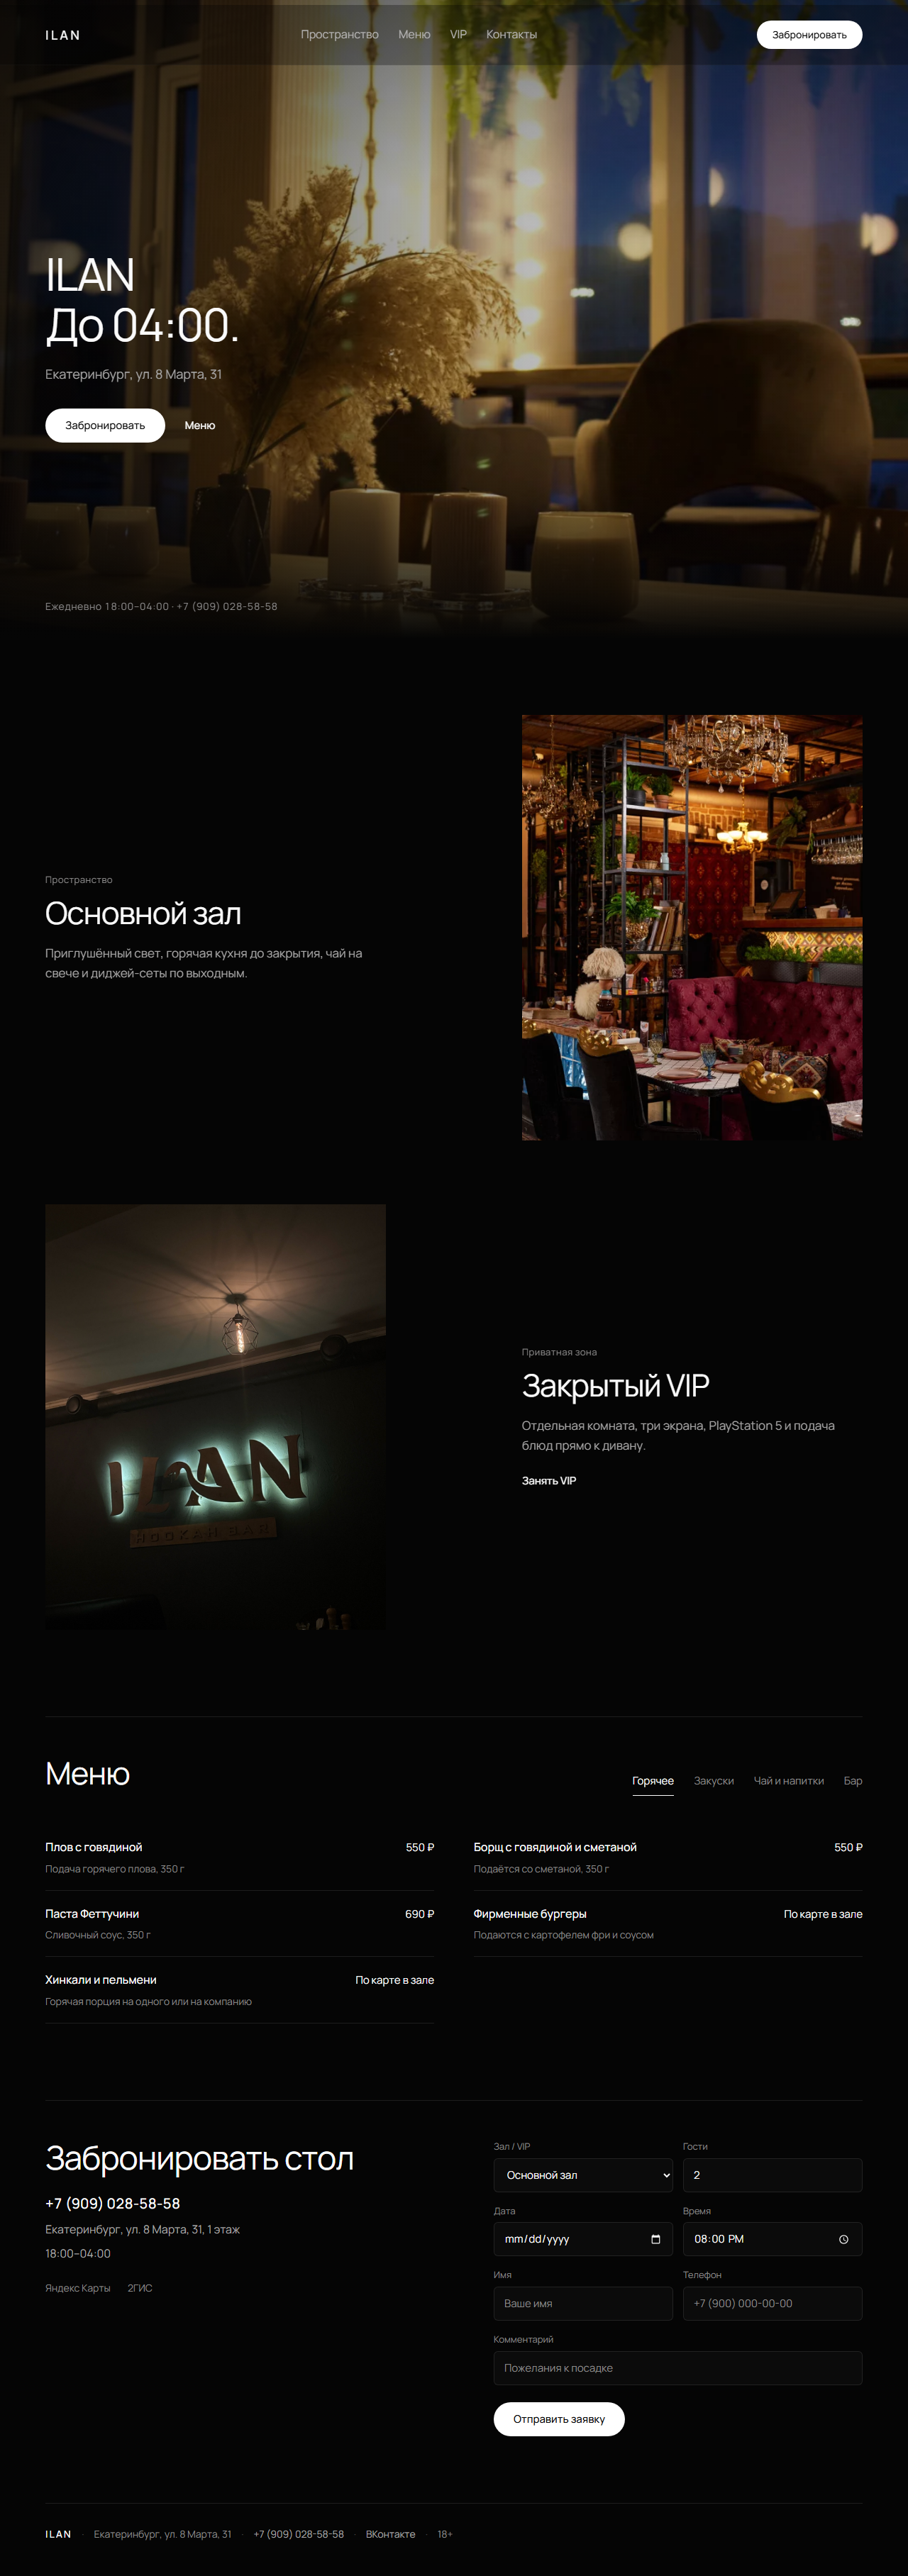 ILAN
Пространство Меню VIP Контакты
Забронировать
ILAN
До 04:00.
Екатеринбург, ул. 8 Марта, 31
Забронировать Меню
Ежедневно 18:00–04:00 · +7 (909) 028-58-58
Пространство
Основной зал
Приглушённый свет, горячая кухня до закрытия, чай на
свече и диджей-сеты по выходным.
ILAN
HOOKAH BAR
Приватная зона
Закрытый VIP
Отдельная комната, три экрана, PlayStation 5 и подача
блюд прямо к дивану.
Занять VIP
Меню
Горячее Закуски Чай и напитки Бар
Плов с говядиной 550 ₽
Подача горячего плова, 350 г
Борщ с говядиной и сметаной 550 ₽
Подаётся со сметаной, 350 г
Паста Феттучини 690 ₽
Сливочный соус, 350 г
Фирменные бургеры По карте в зале
Подаются с картофелем фри и соусом
Хинкали и пельмени По карте в зале
Горячая порция на одного или на компанию
Забронировать стол
+7 (909) 028-58-58
Екатеринбург, ул. 8 Марта, 31, 1 этаж
18:00–04:00
Яндекс Карты 2ГИС
Зал / VIP Гости
Основной зал 2
Дата Время
mm/dd/yyyy 08:00 PM
Имя Телефон
Ваше имя +7 (900) 000-00-00
Комментарий
Пожелания к посадке
Отправить заявку
ILAN · Екатеринбург, ул. 8 Марта, 31 · +7 (909) 028-58-58 · ВКонтакте · 18+